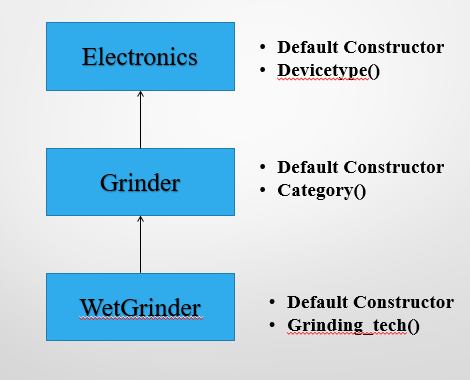 Electronics
• Default Constructor
• Devicetype()
Grinder
• Default Constructor
• Category()
WetGrinder
• Default Constructor
• Grinding_tech()